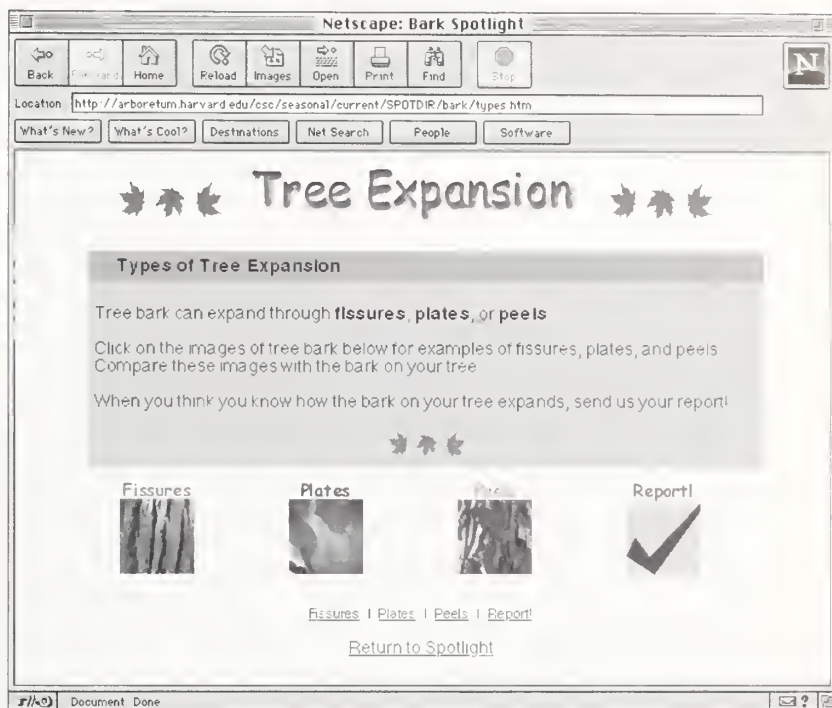 Netscape: Bark Spotlight
Back Forward Home Reload Images Open Print Find Stop
N
Location http://arboretum.harvard edu/csc/seasonal/current/SPOTDIR/bark/types htm
What's New? What's Cool? Destinations Net Search People Software
Tree Expansion
Types of Tree Expansion
Tree bark can expand through fissures, plates, or peels
Click on the images of tree bark below for examples of fissures, plates, and peels
Compare these images with the bark on your tree
When you think you know how the bark on your tree expands, send us your report!
Fissures Plates Report!
Fissures | Plates | Peels | Report!
Return to Spotlight
Document Done
?